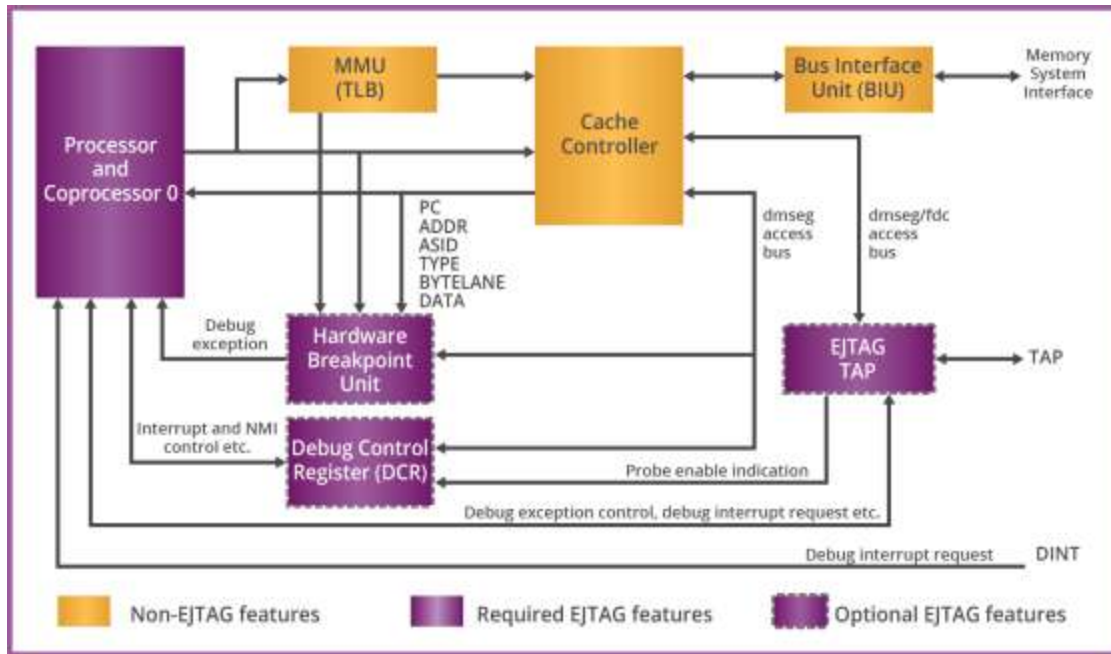 MMU
(TLB)
Bus Interface
Unit (BIU)
Memory
System
Interface
Cache
Controller
Processor
and
Coprocessor 0
PC
ADDR
ASID
TYPE
BYTELANE
DATA
dmseg
access
bus
dmseg/fdc
access
bus
Debug
exception
Hardware
Breakpoint
Unit
EJTAG
TAP
TAP
Interrupt and NMI
control etc.
Debug Control
Register (DCR)
Probe enable indication
Debug exception control, debug interrupt request etc.
Debug interrupt request
DINT
Non-EJTAG features
Required EJTAG features
Optional EJTAG features